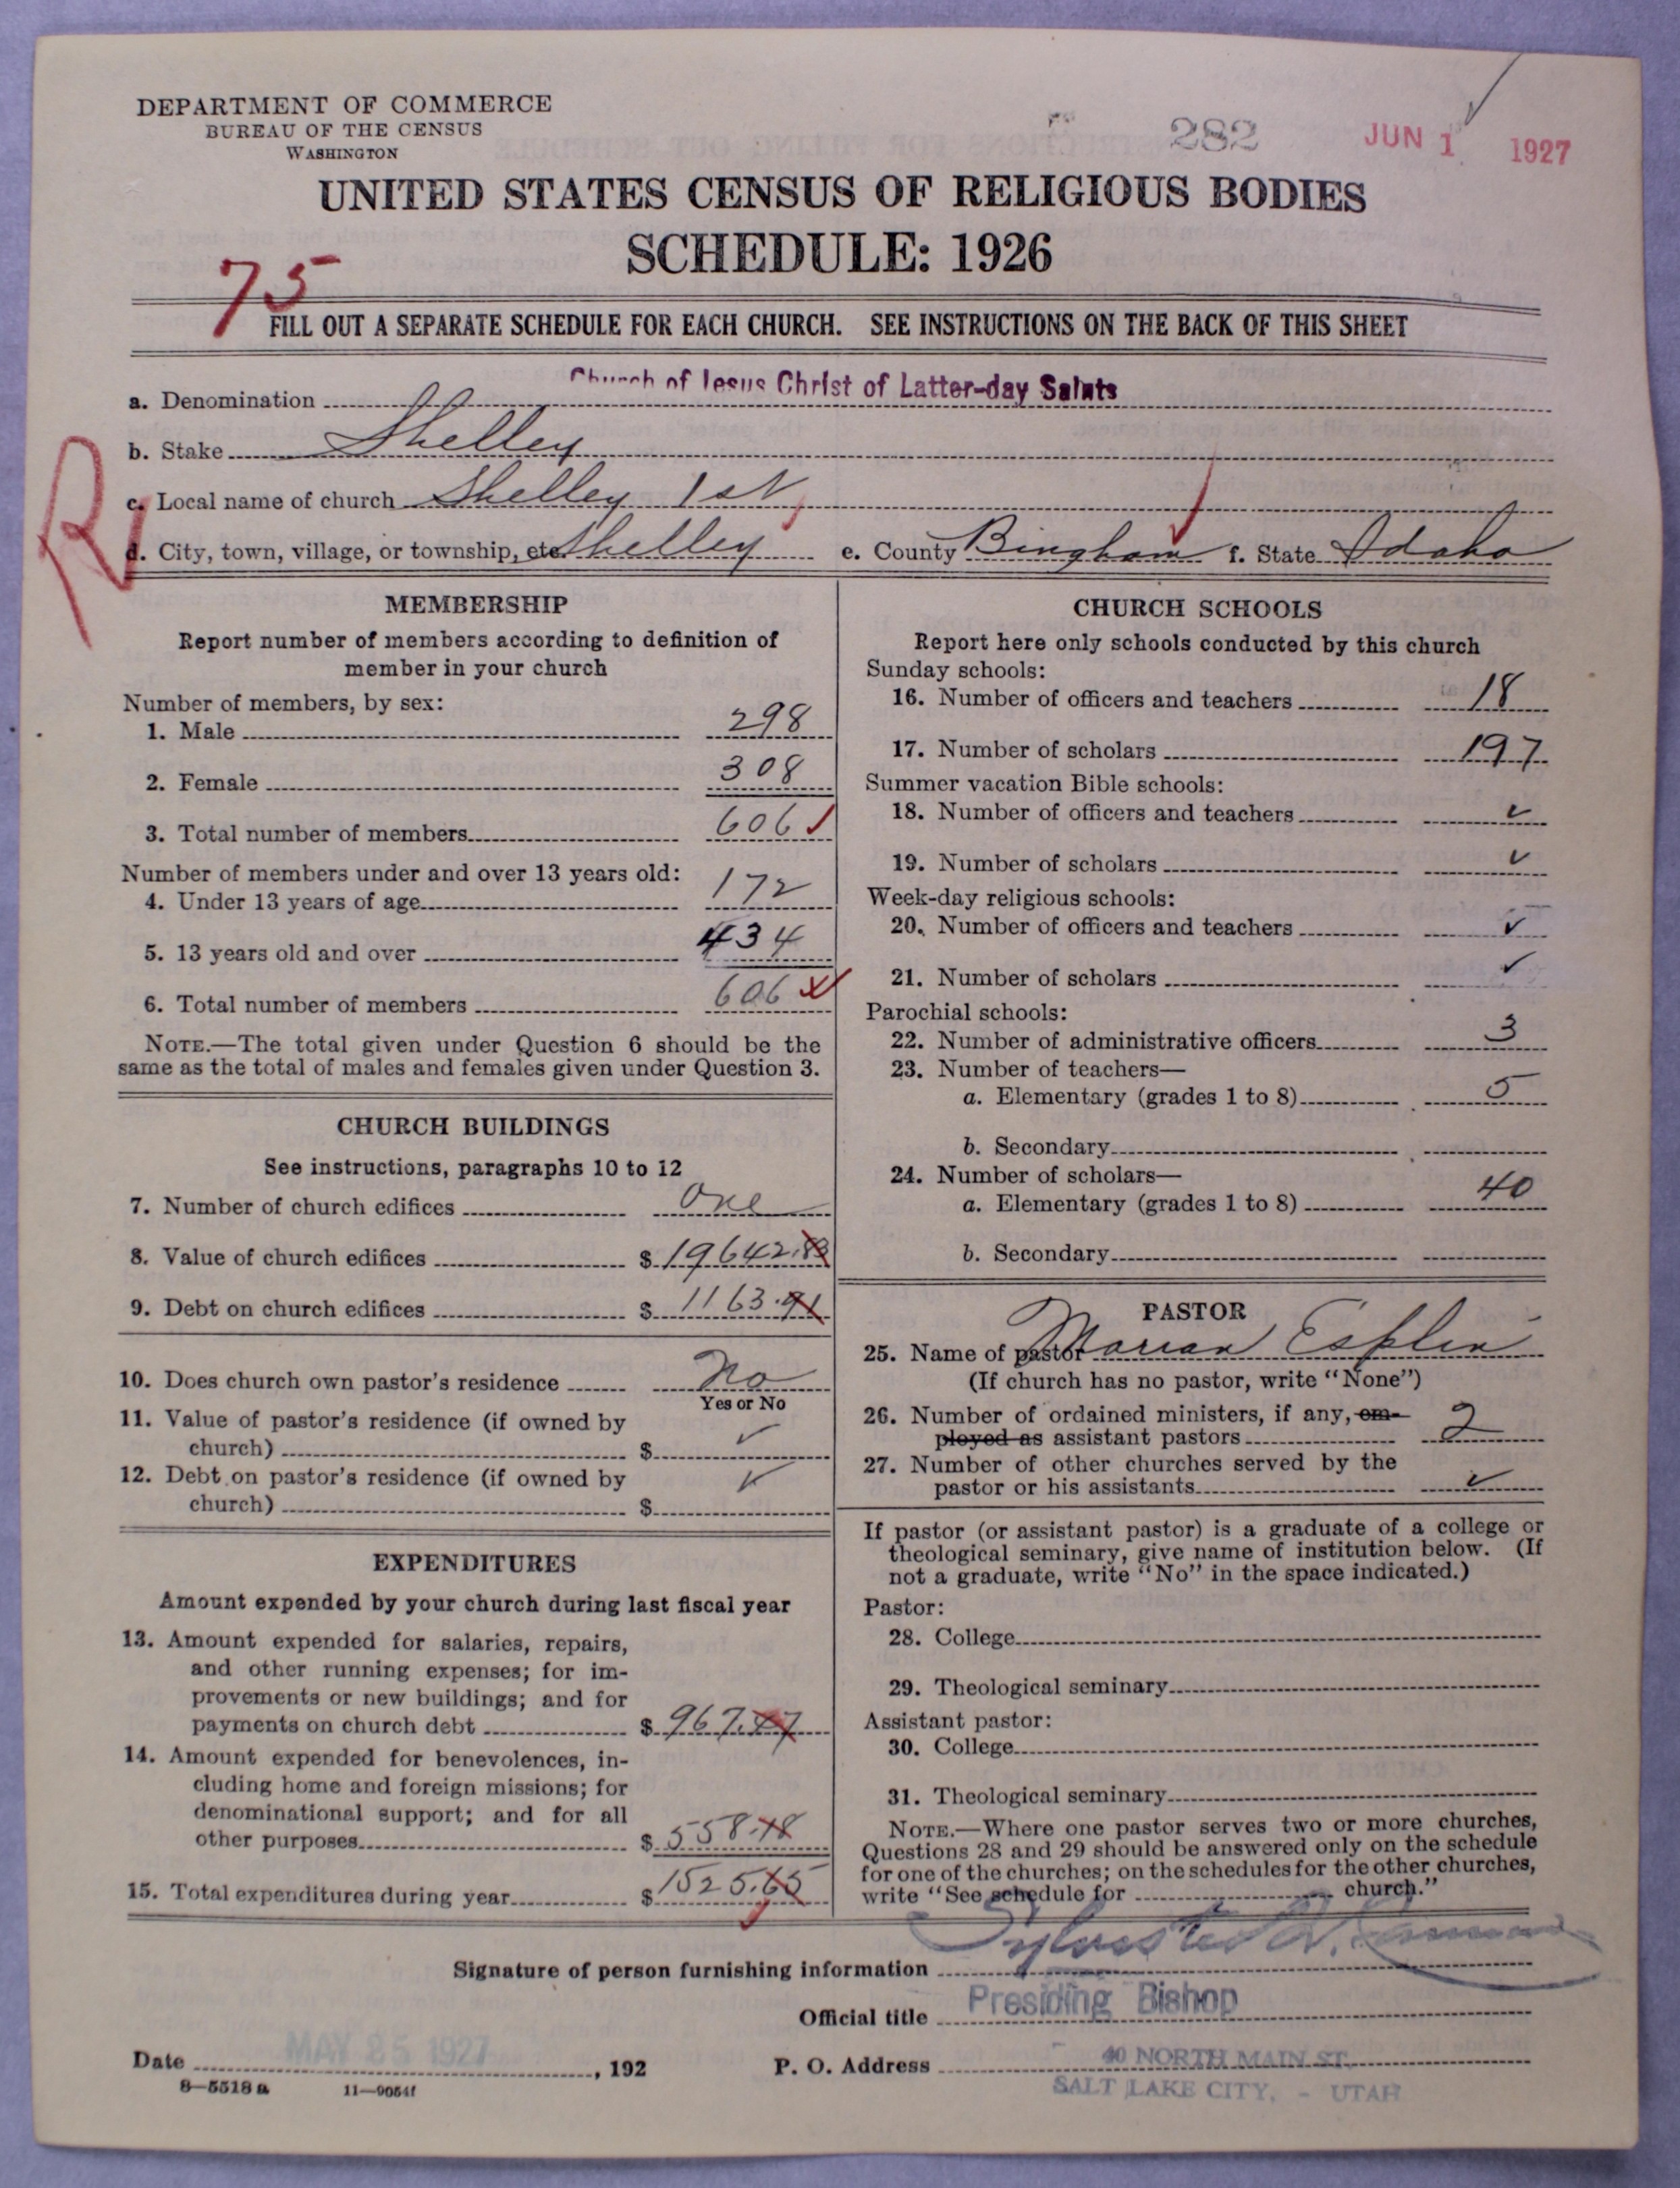 DEPARTMENT OF COMMERCE
BUREAU OF THE CENSUS
WASHINGTON
282
JUN 1 1927
UNITED STATES CENSUS OF RELIGIOUS BODIES
SCHEDULE: 1926
75
FILL OUT A SEPARATE SCHEDULE FOR EACH CHURCH. SEE INSTRUCTIONS ON THE BACK OF THIS SHEET
a. Denomination Church of Jesus Christ of Latter-day Saints
b. Stake Shelley
R
c. Local name of church Shelley 1st
d. City, town, village, or township, etc. Shelley e. County Bingham f. State Idaho
MEMBERSHIP
Report number of members according to definition of
member in your church
Number of members, by sex:
1. Male 298
2. Female 308
3. Total number of members 606
Number of members under and over 13 years old:
4. Under 13 years of age 172
5. 13 years old and over 434
6. Total number of members 606
NOTE.—The total given under Question 6 should be the
same as the total of males and females given under Question 3.
CHURCH BUILDINGS
See instructions, paragraphs 10 to 12
7. Number of church edifices One
8. Value of church edifices $ 19642.83
9. Debt on church edifices $ 1163.91
10. Does church own pastor's residence No
Yes or No
11. Value of pastor's residence (if owned by
church) $ ✓
12. Debt on pastor's residence (if owned by
church) $ ✓
EXPENDITURES
Amount expended by your church during last fiscal year
13. Amount expended for salaries, repairs,
and other running expenses; for im-
provements or new buildings; and for
payments on church debt $ 967.47
14. Amount expended for benevolences, in-
cluding home and foreign missions; for
denominational support; and for all
other purposes $ 558.18
15. Total expenditures during year $ 1525.65
CHURCH SCHOOLS
Report here only schools conducted by this church
Sunday schools:
16. Number of officers and teachers 18
17. Number of scholars 197
Summer vacation Bible schools:
18. Number of officers and teachers ✓
19. Number of scholars ✓
Week-day religious schools:
20. Number of officers and teachers ✓
21. Number of scholars ✓
Parochial schools:
22. Number of administrative officers 3
23. Number of teachers—
a. Elementary (grades 1 to 8) 5
b. Secondary
24. Number of scholars—
a. Elementary (grades 1 to 8) 40
b. Secondary
PASTOR
25. Name of pastor Marian Esplin
(If church has no pastor, write "None")
26. Number of ordained ministers, if any, em-
ployed as assistant pastors 2
27. Number of other churches served by the
pastor or his assistants ✓
If pastor (or assistant pastor) is a graduate of a college or
theological seminary, give name of institution below. (If
not a graduate, write "No" in the space indicated.)
Pastor:
28. College
29. Theological seminary
Assistant pastor:
30. College
31. Theological seminary
NOTE.—Where one pastor serves two or more churches,
Questions 28 and 29 should be answered only on the schedule
for one of the churches; on the schedules for the other churches,
write "See schedule for church."
Signature of person furnishing information Sylvester Q. Cannon
Official title Presiding Bishop
Date MAY 25 1927, 192 P. O. Address 40 NORTH MAIN ST.
SALT LAKE CITY, - UTAH
8—5518 a 11—9054f